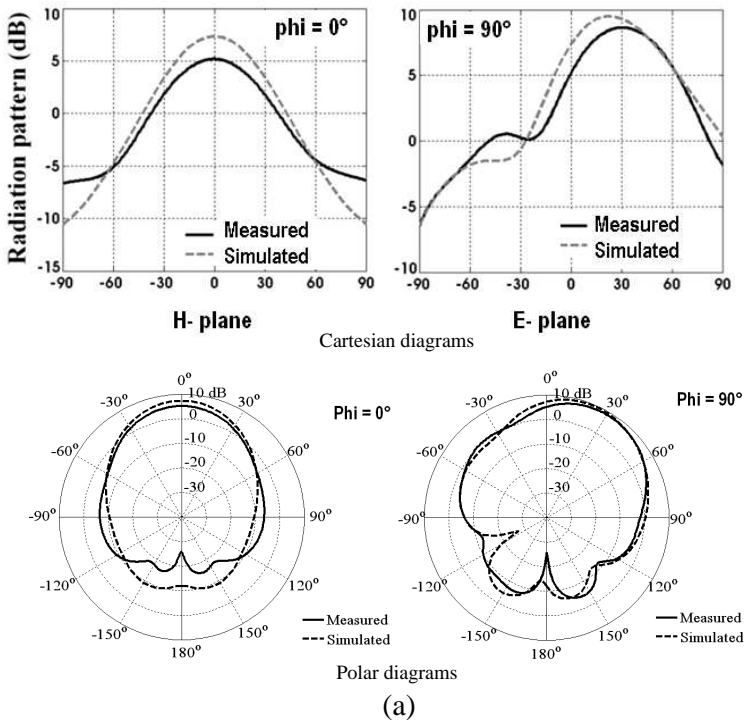 Radiation pattern (dB)
10
5
0
-5
-10
-15
phi = 0°
Measured
Simulated
-90 -60 -30 0 30 60 90
H- plane
10
5
0
5
-10
phi = 90°
Measured
Simulated
-90 -60 -30 0 30 60 90
E- plane
Cartesian diagrams
0°
-30° 30°
-60° 60°
-90° 90°
-120° 120°
-150° 150°
180°
10 dB
0
-10
-20
-30
Phi = 0°
Measured
Simulated
0°
-30° 30°
-60° 60°
-90° 90°
-120° 120°
-150° 150°
180°
10 dB
0
-10
-20
-30
Phi = 90°
Measured
Simulated
Polar diagrams
(a)